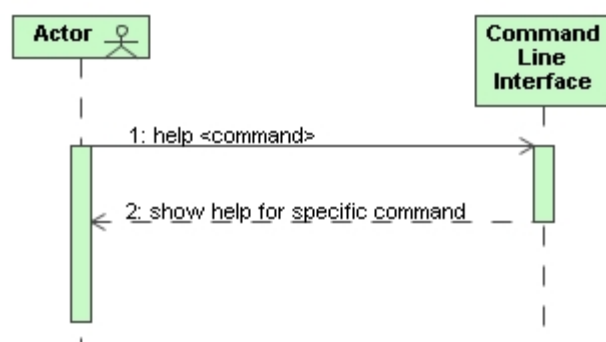 Actor
Command
Line
Interface
1: help <command>
2: show help for specific command